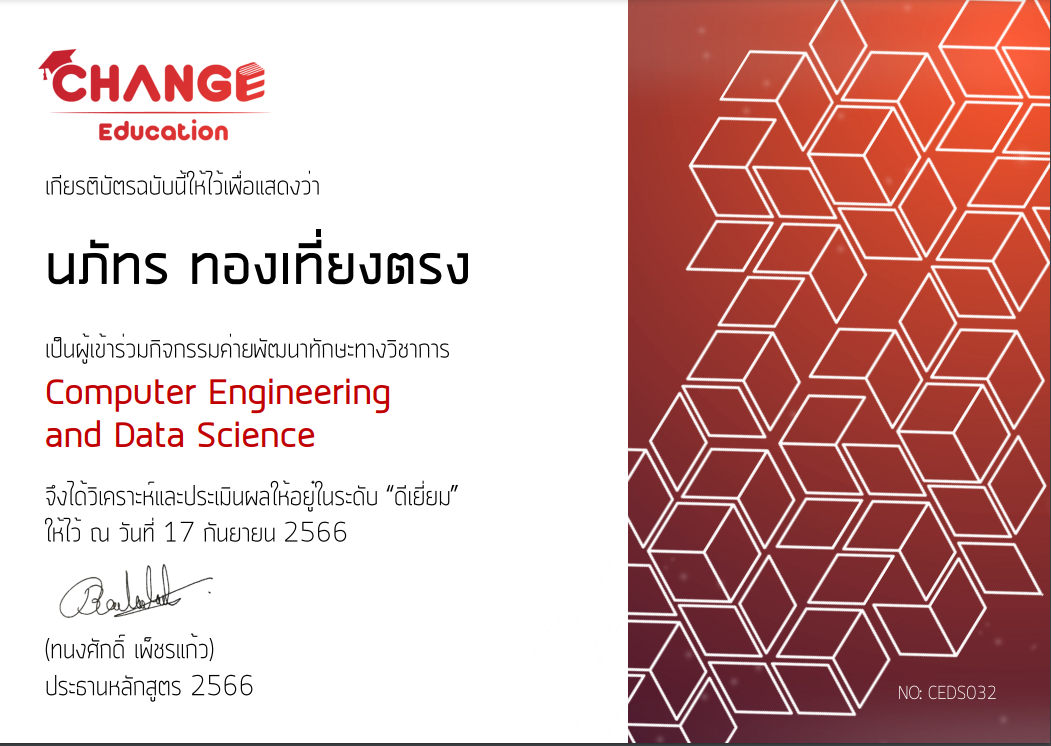 CHANGE
Education
เกียรติบัตรฉบับนี้ให้ไว้เพื่อแสดงว่า
นภัทร ทองเที่ยงตรง
เป็นผู้เข้าร่วมกิจกรรมค่ายพัฒนาทักษะทางวิชาการ
Computer Engineering
and Data Science
จึงได้วิเคราะห์และประเมินผลให้อยู่ในระดับ “ดีเยี่ยม”
ให้ไว้ ณ วันที่ 17 กันยายน 2566
(ทนงศักดิ์ เพ็ชรแก้ว)
ประธานหลักสูตร 2566
NO: CEDS032